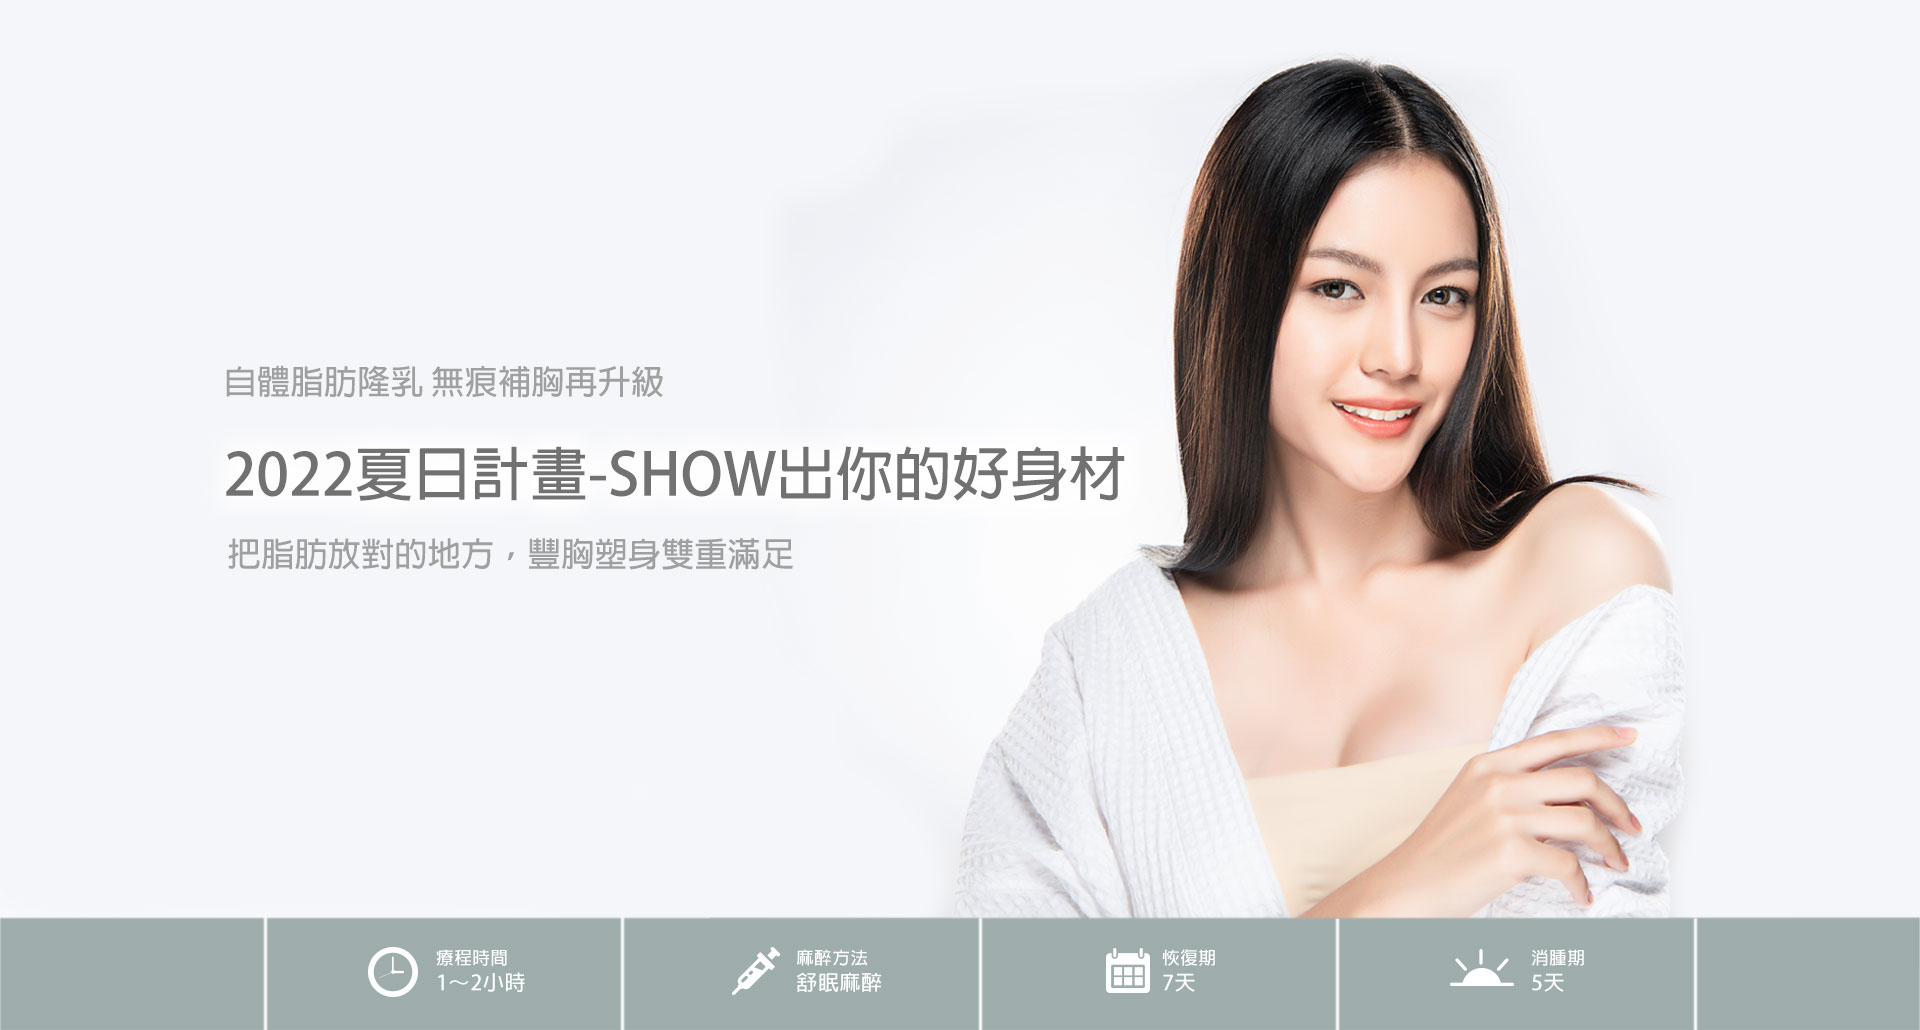 自體脂肪隆乳 無痕補胸再升級
2022夏日計畫-SHOW出你的好身材
把脂肪放對的地方，豐胸塑身雙重滿足
療程時間
1～2小時
麻醉方法
舒眠麻醉
恢復期
7天
消腫期
5天